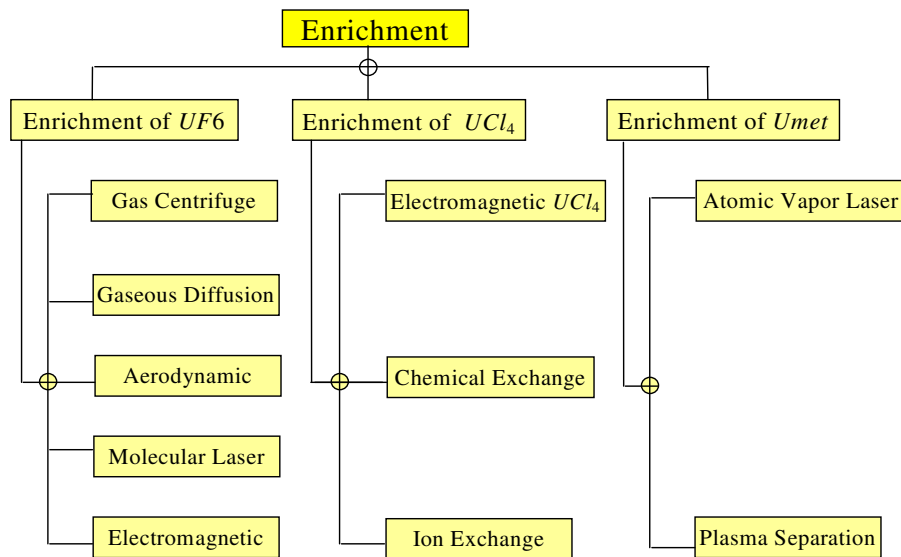 Enrichment
Enrichment of UF6
Enrichment of UCl₄
Enrichment of Umet
Gas Centrifuge
Electromagnetic UCl₄
Atomic Vapor Laser
Gaseous Diffusion
Aerodynamic
Chemical Exchange
Molecular Laser
Electromagnetic
Ion Exchange
Plasma Separation